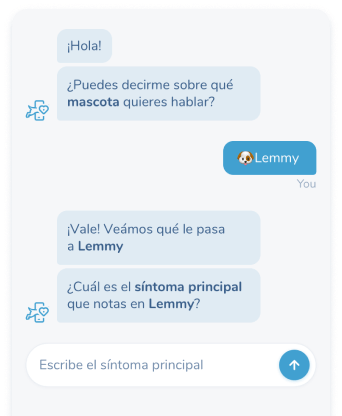 ¡Hola!
¿Puedes decirme sobre qué
mascota quieres hablar?
🐶Lemmy
You
¡Vale! Veámos qué le pasa
a Lemmy
¿Cuál es el síntoma principal
que notas en Lemmy?
Escribe el síntoma principal